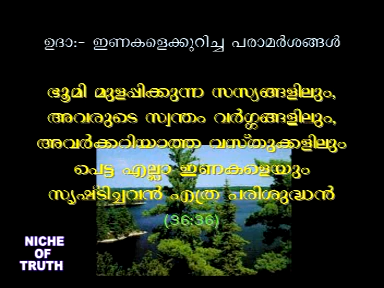 ഉദാ:- ഇണകളെക്കുറിച്ച പരാമർശങ്ങൾ
ഭൂമി മുളപ്പിക്കുന്ന സസ്യങ്ങളിലും,
അവരുടെ സ്വന്തം വർഗ്ഗങ്ങളിലും,
അവർക്കറിയാത്ത വസ്തുക്കളിലും
പെട്ട എല്ലാ ഇണകളെയും
സൃഷ്ടിച്ചവൻ എത്ര പരിശുദ്ധൻ
(36:36)
NICHE
OF
TRUTH